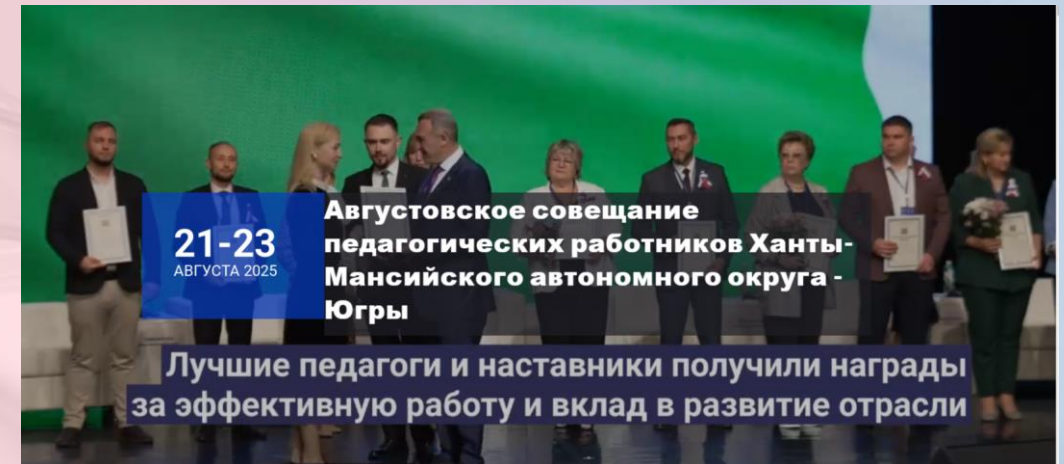 21-23
АВГУСТА 2025
Августовское совещание
педагогических работников Ханты-
Мансийского автономного округа -
Югры
Лучшие педагоги и наставники получили награды
за эффективную работу и вклад в развитие отрасли